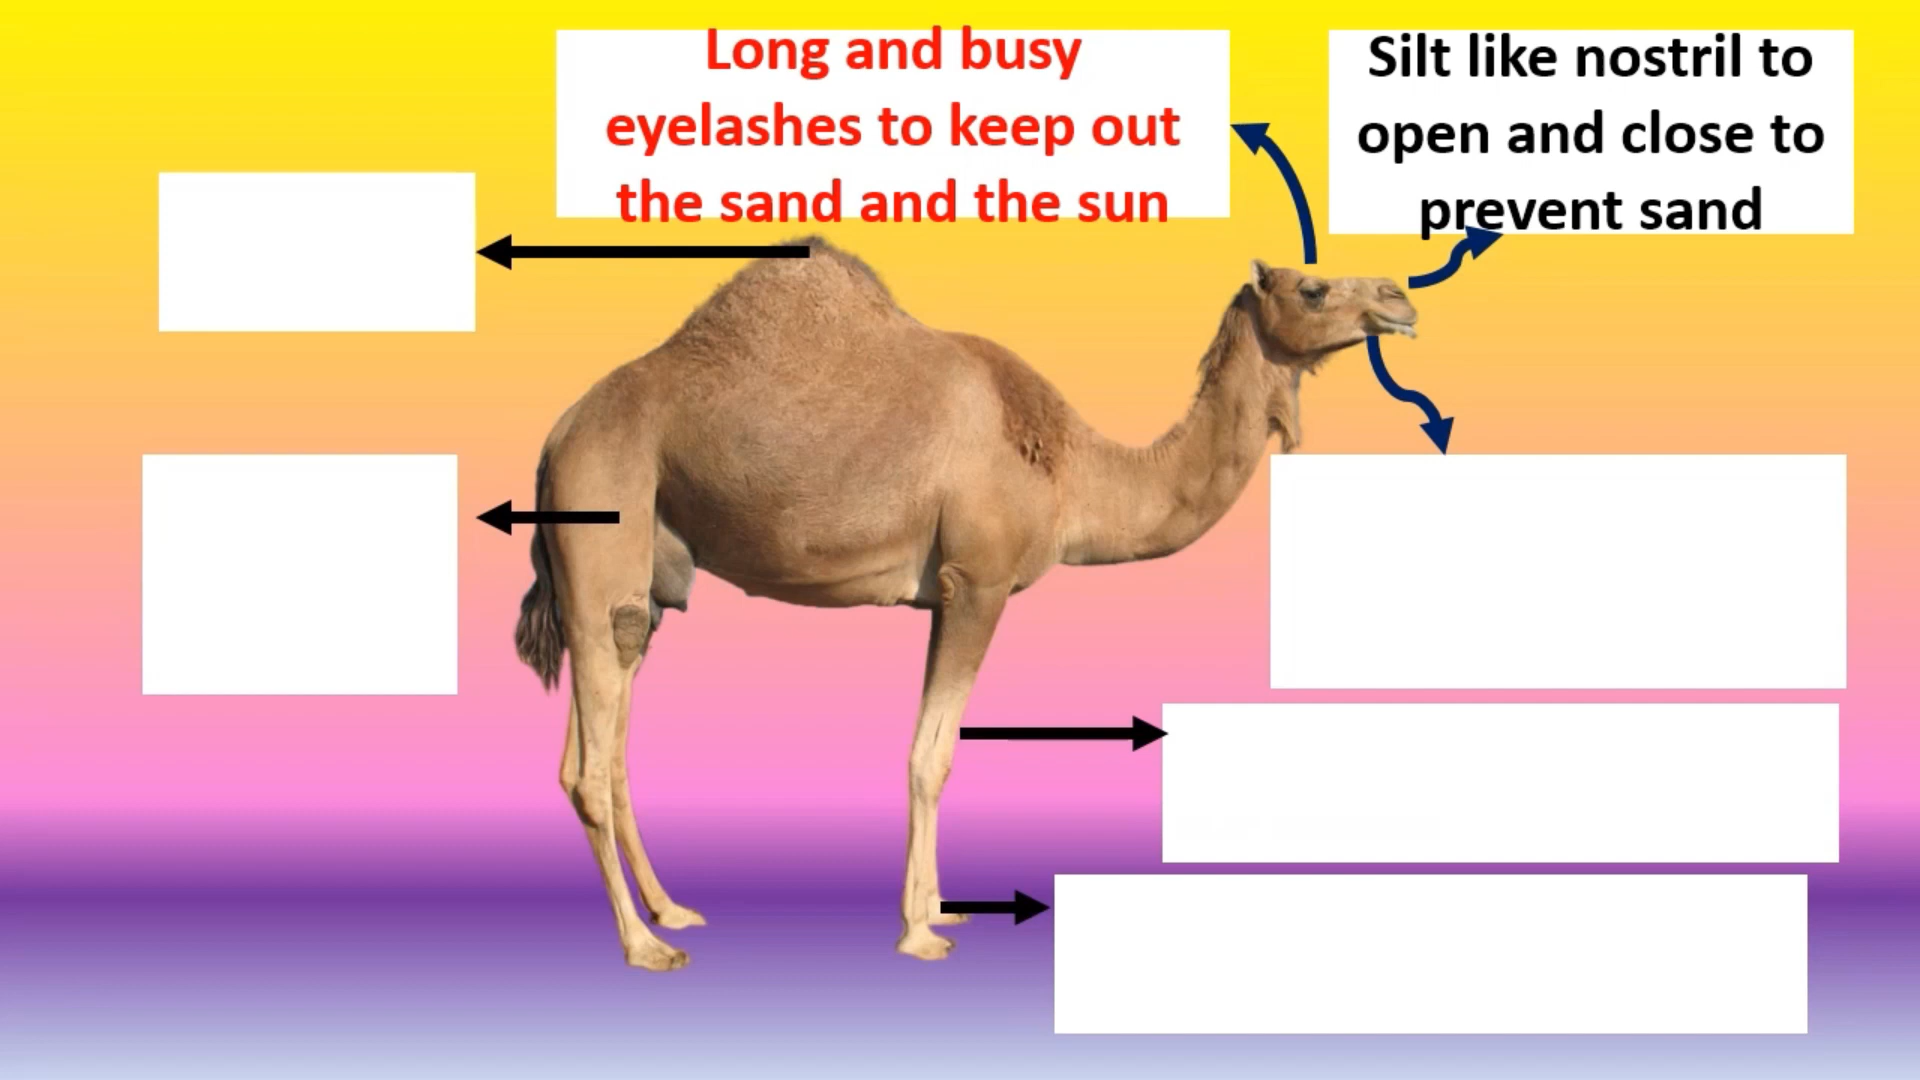 Long and busy
eyelashes to keep out
the sand and the sun
Silt like nostril to
open and close to
prevent sand